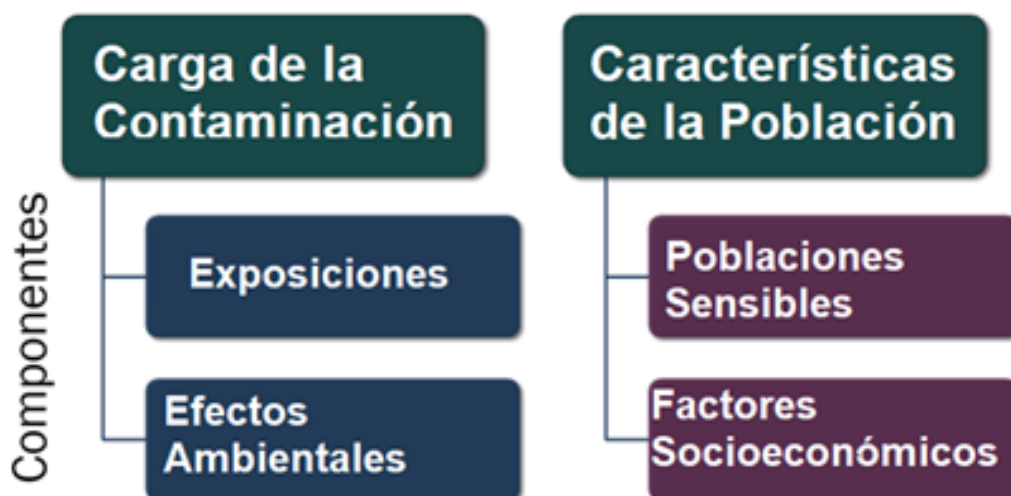 Carga de la
Contaminación
Características
de la Población
Componentes
Exposiciones
Poblaciones
Sensibles
Efectos
Ambientales
Factores
Socioeconómicos